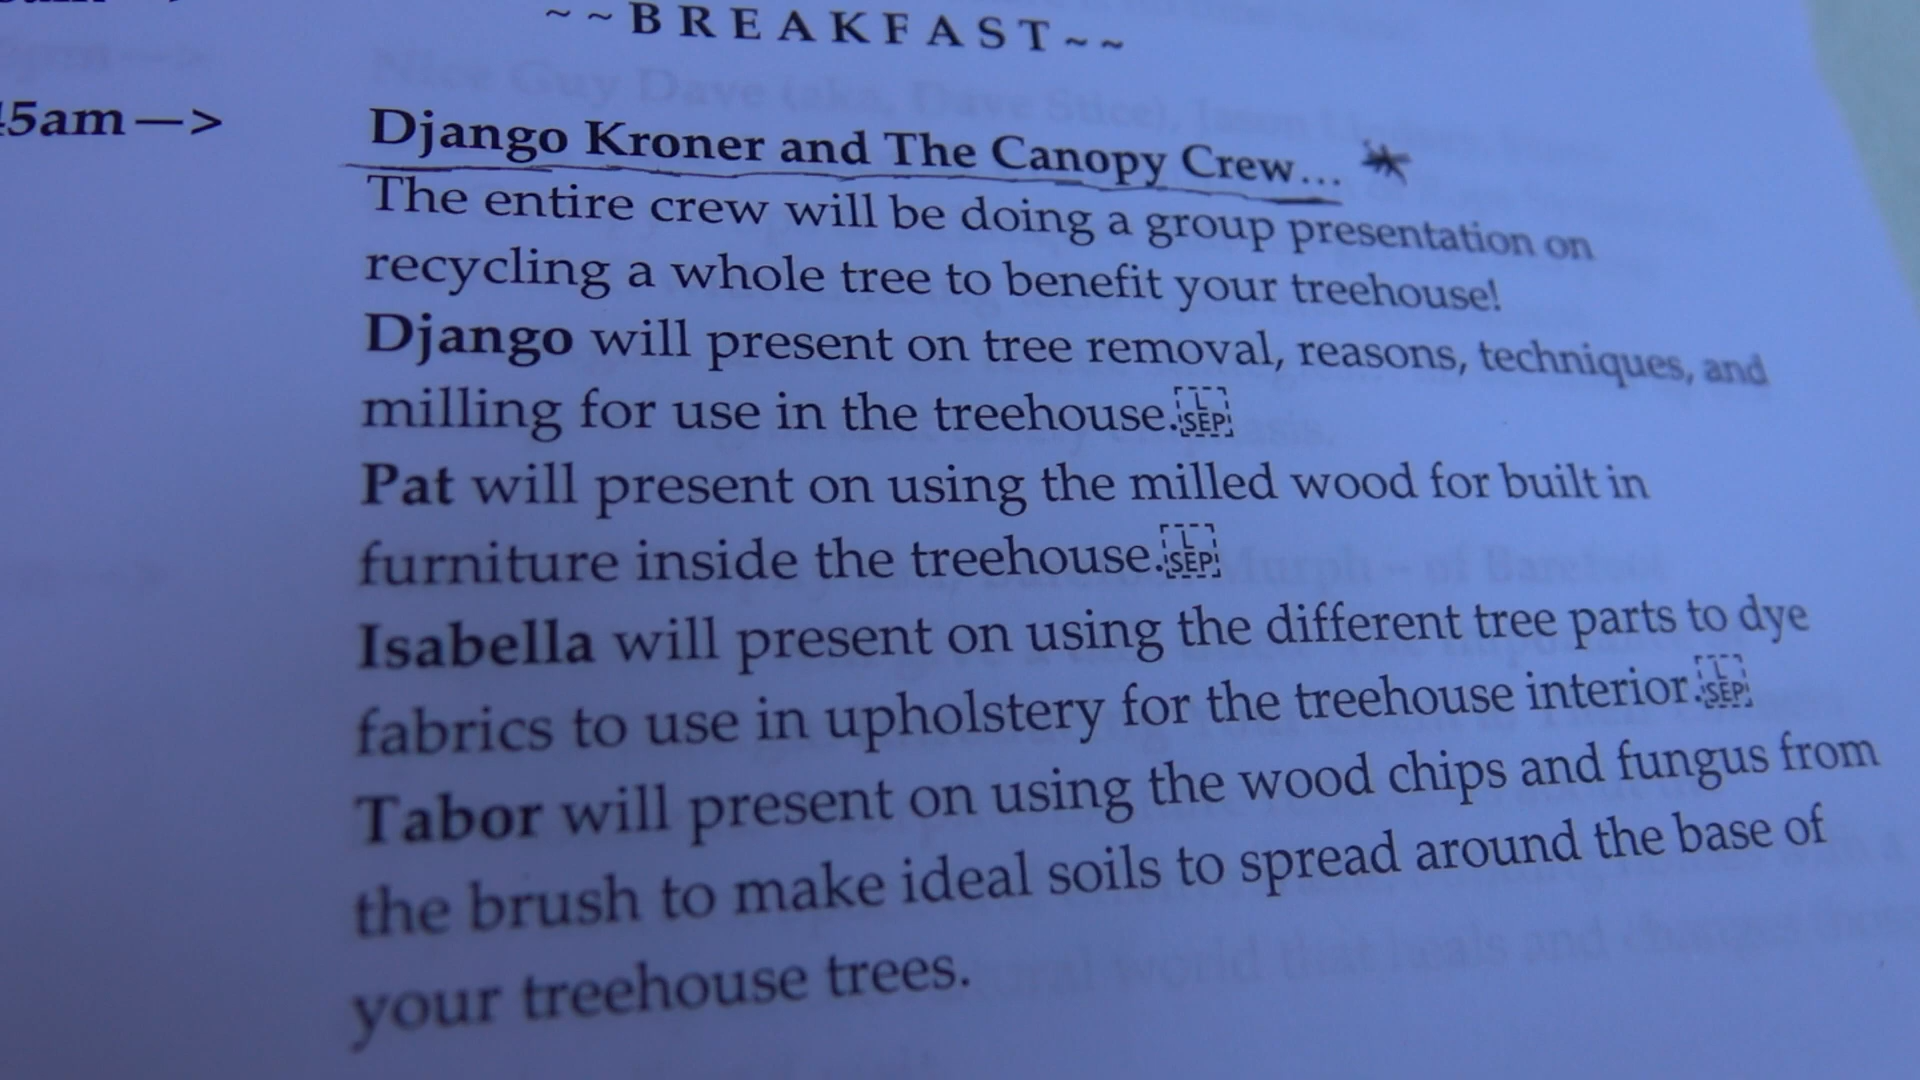 ~~BREAKFAST~~
45am—>
Django Kroner and The Canopy Crew... *
The entire crew will be doing a group presentation on
recycling a whole tree to benefit your treehouse!
Django will present on tree removal, reasons, techniques, and
milling for use in the treehouse. L SEP
Pat will present on using the milled wood for built in
furniture inside the treehouse. L SEP
Isabella will present on using the different tree parts to dye
fabrics to use in upholstery for the treehouse interior. L SEP
Tabor will present on using the wood chips and fungus from
the brush to make ideal soils to spread around the base of
your treehouse trees.